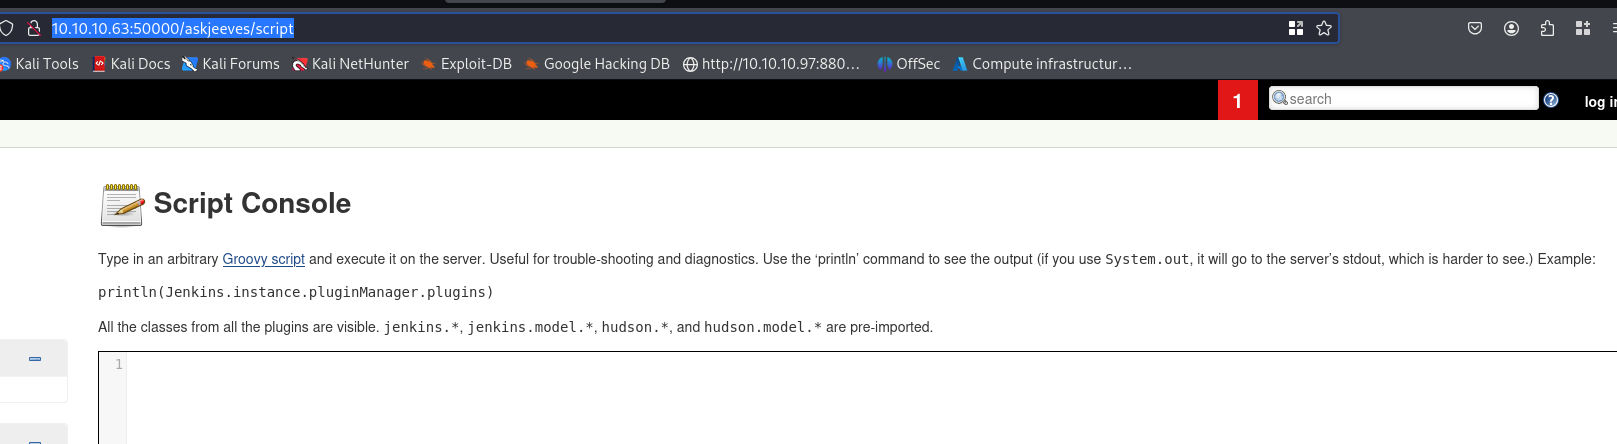 10.10.10.63:50000/askjeeves/script
Kali Tools Kali Docs Kali Forums Kali NetHunter Exploit-DB Google Hacking DB http://10.10.10.97:880… OffSec Compute infrastructur…
1 search ? log in
Script Console
Type in an arbitrary Groovy script and execute it on the server. Useful for trouble-shooting and diagnostics. Use the ‘println’ command to see the output (if you use System.out, it will go to the server’s stdout, which is harder to see.) Example:
println(Jenkins.instance.pluginManager.plugins)
All the classes from all the plugins are visible. jenkins.*, jenkins.model.*, hudson.*, and hudson.model.* are pre-imported.
1